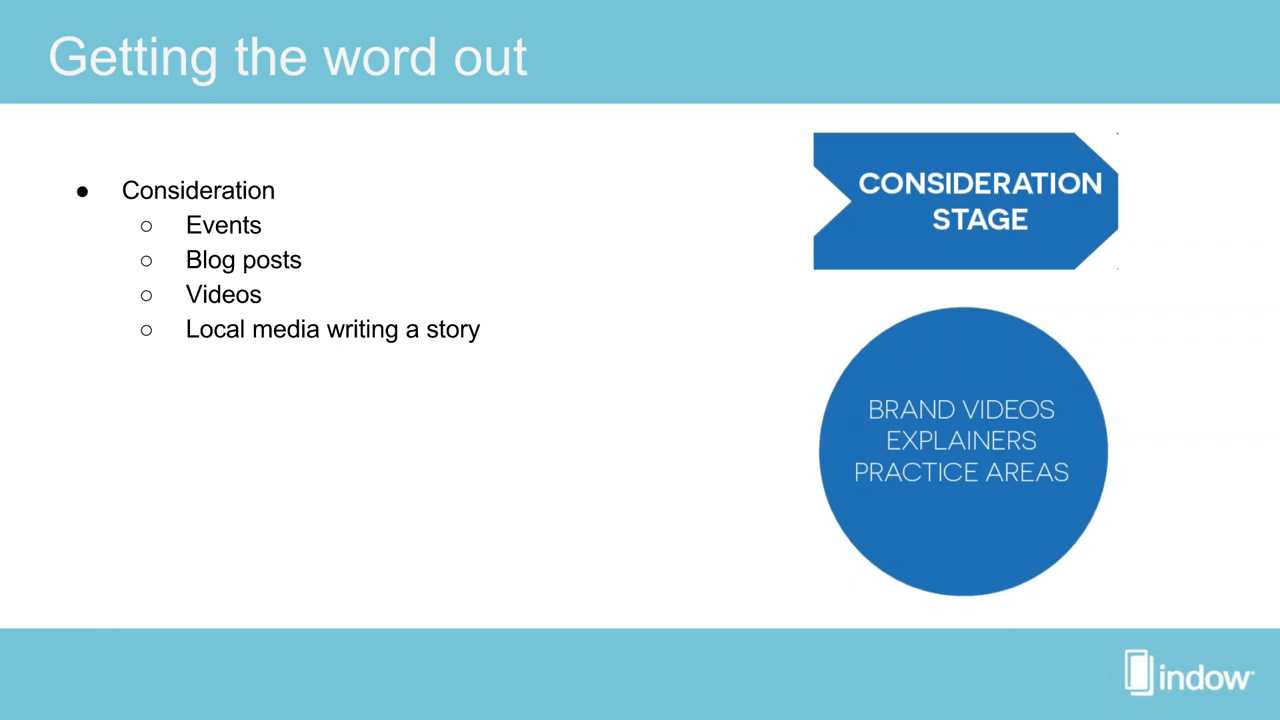 Getting the word out
● Consideration
○ Events
○ Blog posts
○ Videos
○ Local media writing a story
CONSIDERATION
STAGE
BRAND VIDEOS
EXPLAINERS
PRACTICE AREAS
indow